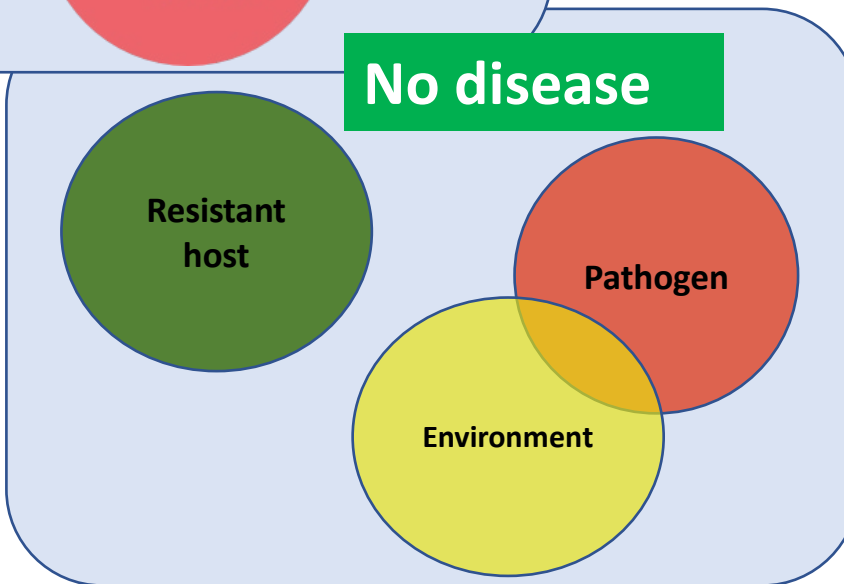 No disease
Resistant
host
Pathogen
Environment